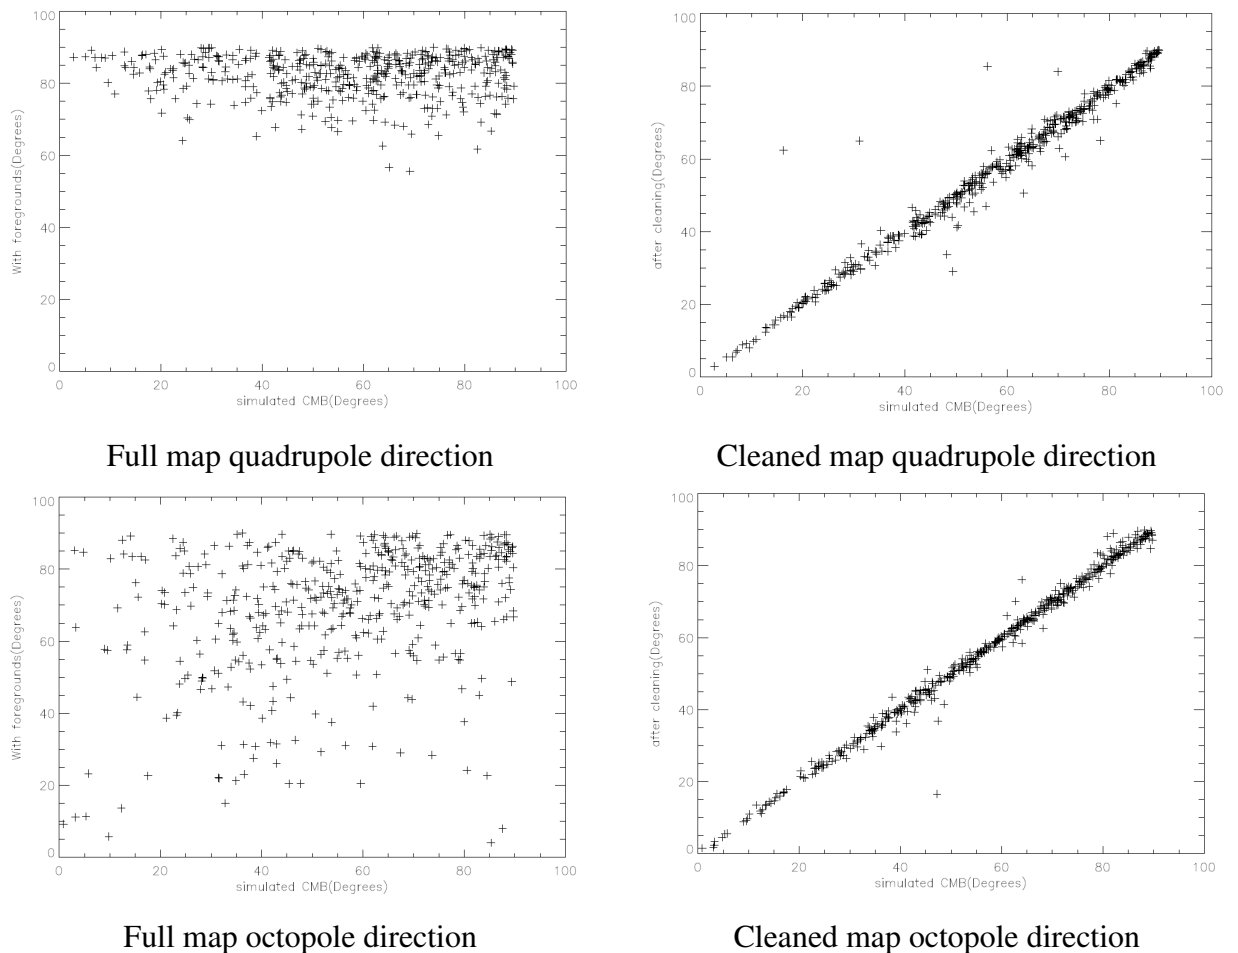 100
80
60
40
20
0
With foregrounds(Degrees)
0 20 40 60 80 100
simulated CMB(Degrees)
Full map quadrupole direction
100
80
60
40
20
0
after cleaning(Degrees)
0 20 40 60 80 100
simulated CMB(Degrees)
Cleaned map quadrupole direction
100
80
60
40
20
0
With foregrounds(Degrees)
0 20 40 60 80 100
simulated CMB(Degrees)
Full map octopole direction
100
80
60
40
20
0
after cleaning(Degrees)
0 20 40 60 80 100
simulated CMB(Degrees)
Cleaned map octopole direction